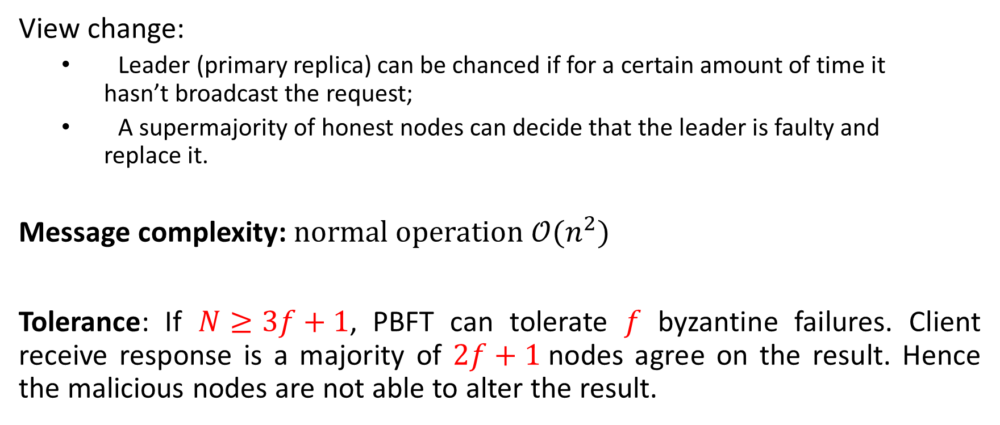 View change:
• Leader (primary replica) can be chanced if for a certain amount of time it
hasn’t broadcast the request;
• A supermajority of honest nodes can decide that the leader is faulty and
replace it.
Message complexity: normal operation 𝒪(n²)
Tolerance: If N ≥ 3f + 1, PBFT can tolerate f byzantine failures. Client
receive response is a majority of 2f + 1 nodes agree on the result. Hence
the malicious nodes are not able to alter the result.